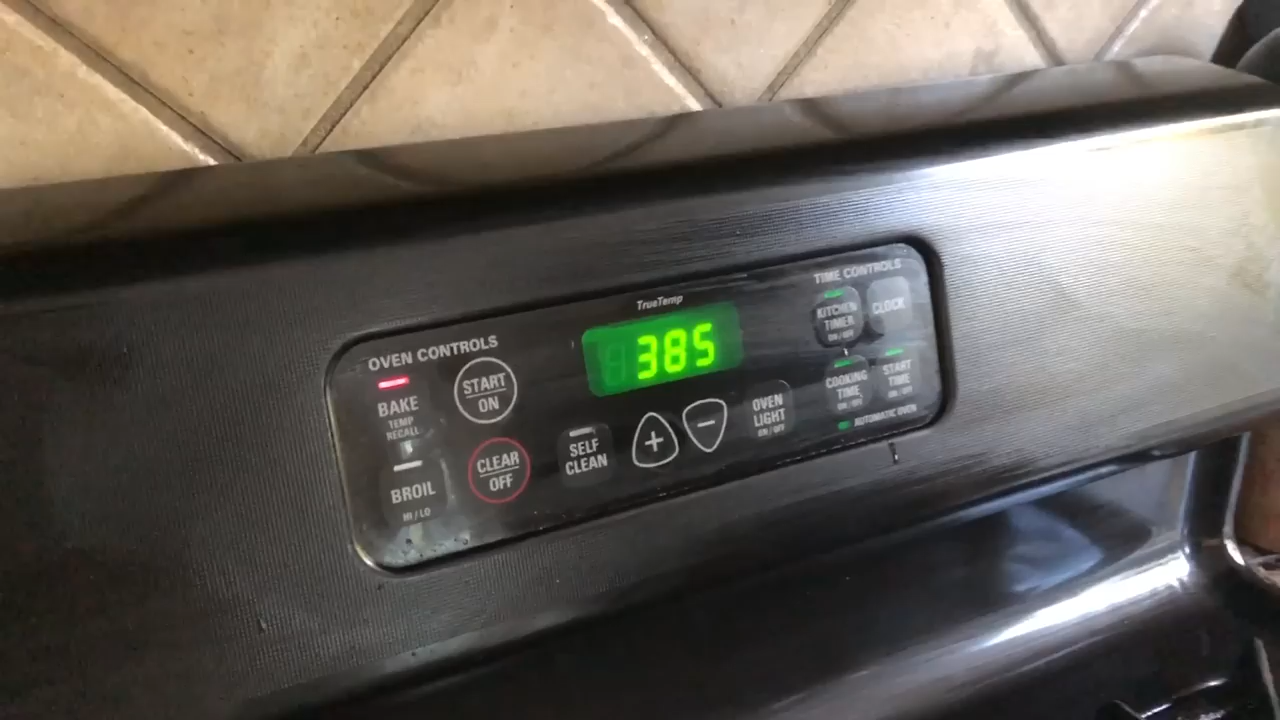 TrueTemp
385
OVEN CONTROLS
BAKE
TEMP
RECALL
BROIL
HI / LO
START
ON
CLEAR
OFF
SELF
CLEAN
+
−
OVEN
LIGHT
ON / OFF
TIME CONTROLS
KITCHEN
TIMER
ON / OFF
CLOCK
COOKING
TIME
ON / OFF
START
TIME
ON / OFF
AUTOMATIC OVEN